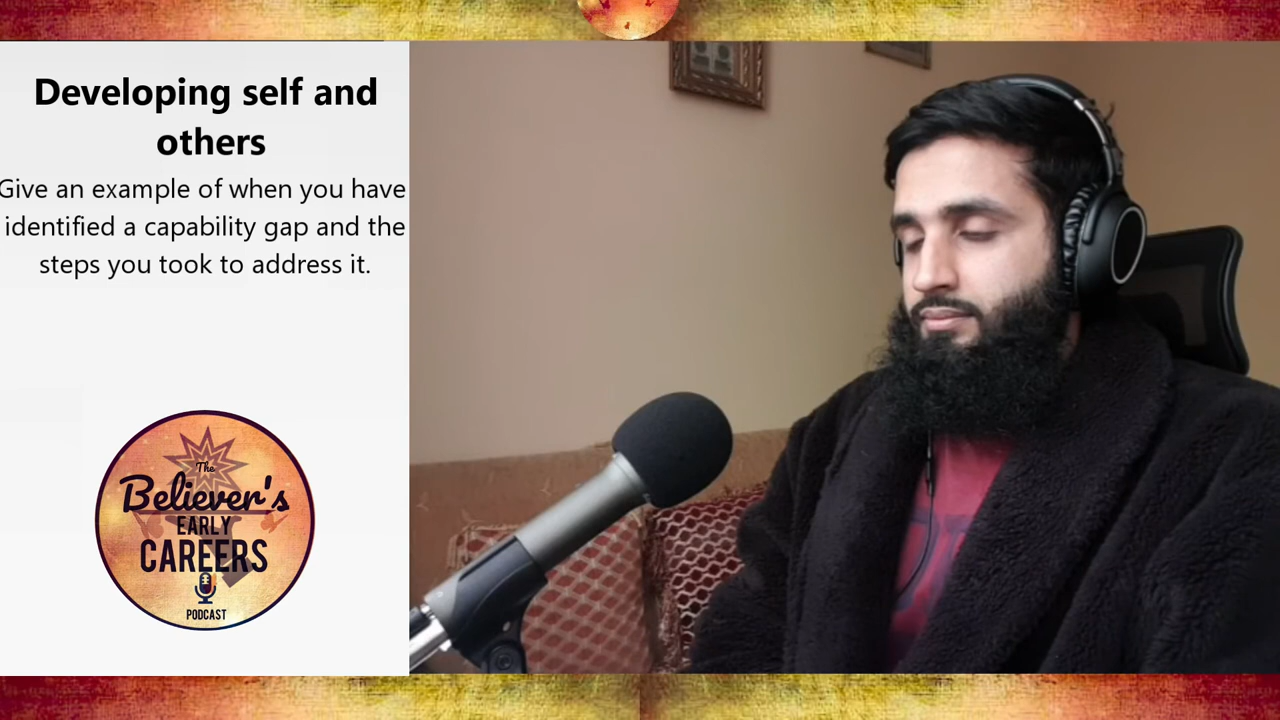 Developing self and
others
Give an example of when you have
identified a capability gap and the
steps you took to address it.
The
Believer's
EARLY
CAREERS
PODCAST